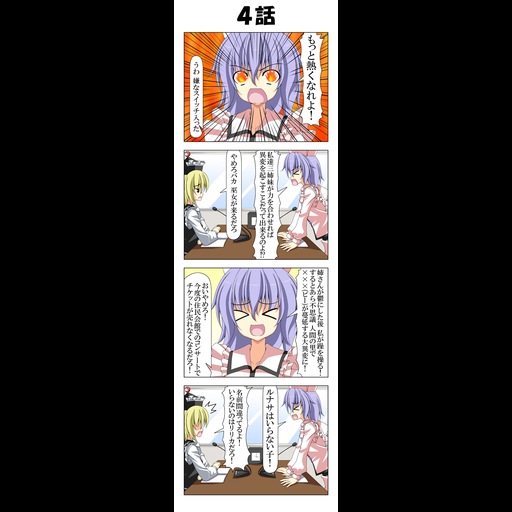 4話
もっと熱くなれよ！
うわ 嫌なスイッチ入った
私達三姉妹が力を合わせれば
異変を起こすことだって出来るのよ!?
やめろバカ 巫女が来るだろ
姉さんが鬱にした後 私が躁を操る！
するとあら不思議 人間の里で
×××(ピー)が蔓延する大異変に！
おいやめろ！
今度の住民会館でのコンサートで
チケットが売れなくなるだろ！
ルナサはいらない子！
名前間違ってるよ！
いらないのはリリカだろ！